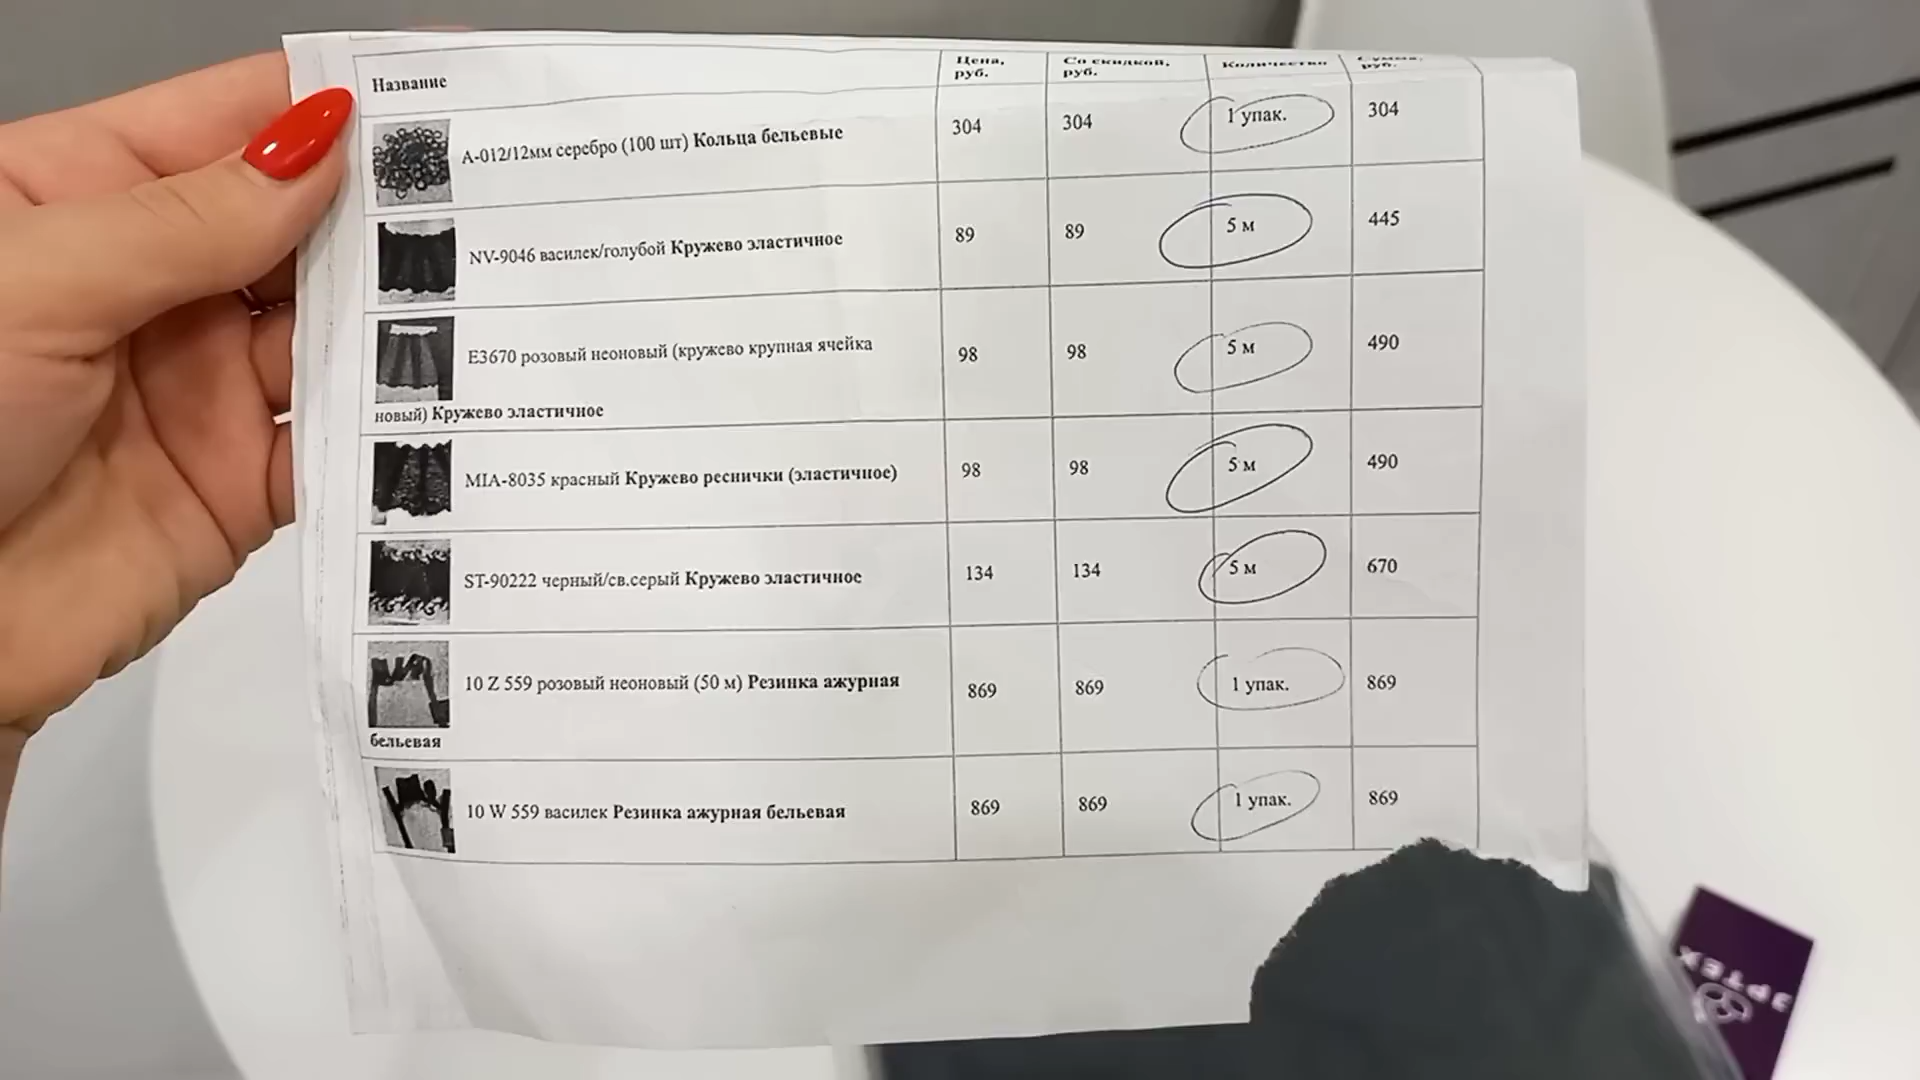 Название Цена, руб. Со скидкой, руб. Количество Сумма, руб.
А-012/12мм серебро (100 шт) Кольца бельевые 304 304 1 упак. 304
NV-9046 василек/голубой Кружево эластичное 89 89 5 м 445
Е3670 розовый неоновый (кружево крупная ячейка 98 98 5 м 490
новый) Кружево эластичное
MIA-8035 красный Кружево реснички (эластичное) 98 98 5 м 490
ST-90222 черный/св.серый Кружево эластичное 134 134 5 м 670
10 Z 559 розовый неоновый (50 м) Резинка ажурная 869 869 1 упак. 869
бельевая
10 W 559 василек Резинка ажурная бельевая 869 869 1 упак. 869